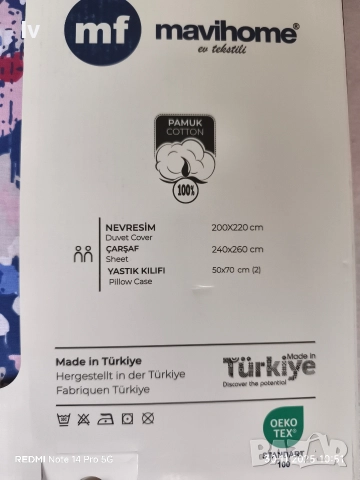 mf mavihome®
ev tekstili
PAMUK
COTTON
100%
NEVRESİM 200X220 cm
Duvet Cover
ÇARŞAF 240x260 cm
Sheet
YASTIK KILIFI 50x70 cm (2)
Pillow Case
Made in Türkiye
Hergestellt in der Türkiye
Fabriquen Türkiye
Made in
Türkiye
Discover the potential
OEKO
TEX®
STANDART
100
REDMI Note 14 Pro 5G
bazar